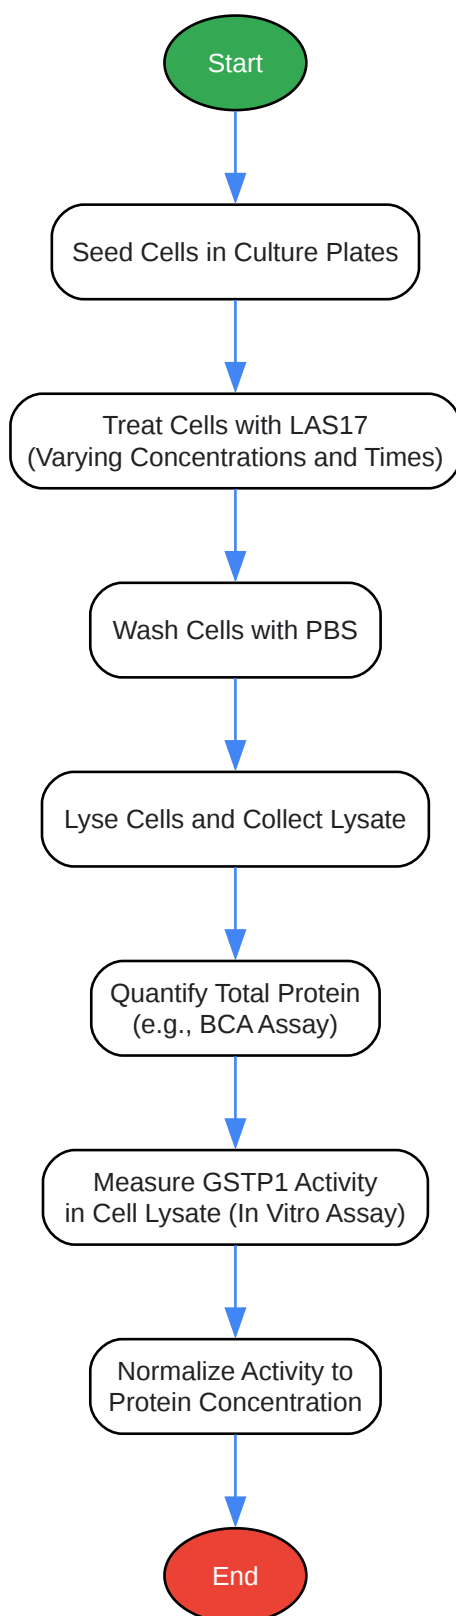 Start
Seed Cells in Culture Plates
Treat Cells with LAS17
(Varying Concentrations and Times)
Wash Cells with PBS
Lyse Cells and Collect Lysate
Quantify Total Protein
(e.g., BCA Assay)
Measure GSTP1 Activity
in Cell Lysate (In Vitro Assay)
Normalize Activity to
Protein Concentration
End